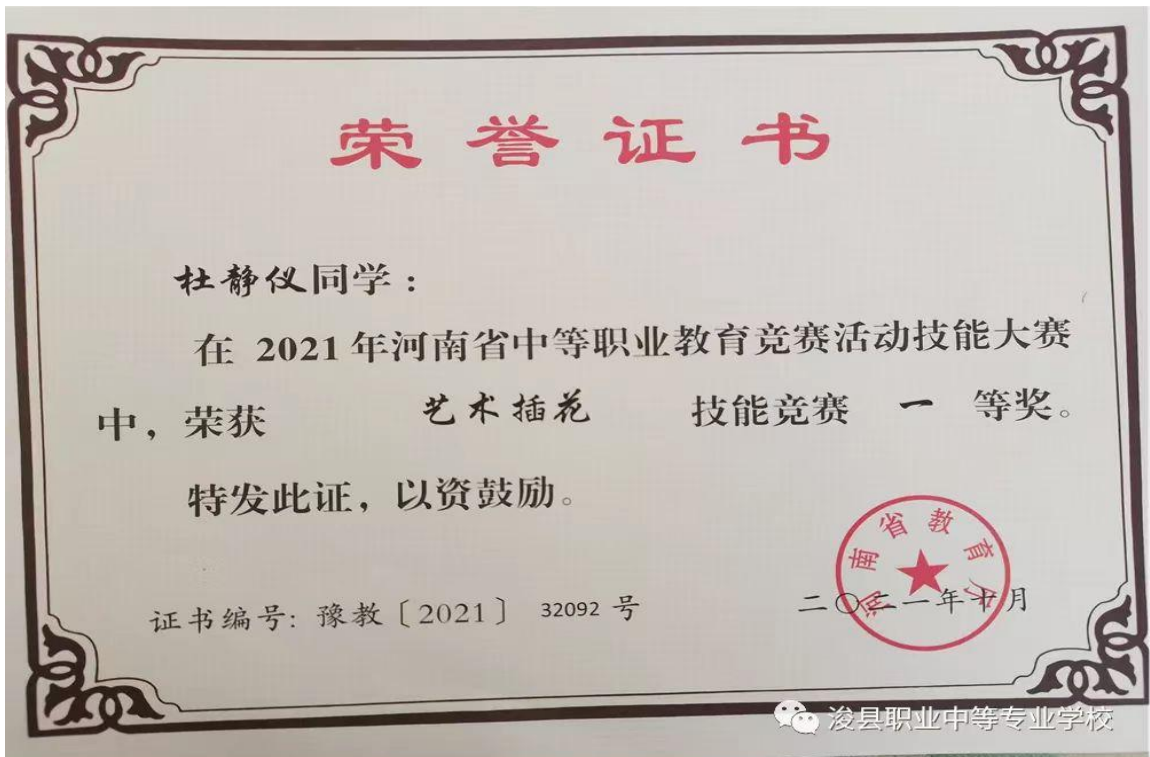 荣誉证书
杜静仪同学：
在 2021 年河南省中等职业教育竞赛活动技能大赛
中，荣获 艺术插花 技能竞赛 一 等奖。
特发此证，以资鼓励。
河南省教育厅
二〇二一年十月
证书编号：豫教〔2021〕 32092 号
浚县职业中等专业学校